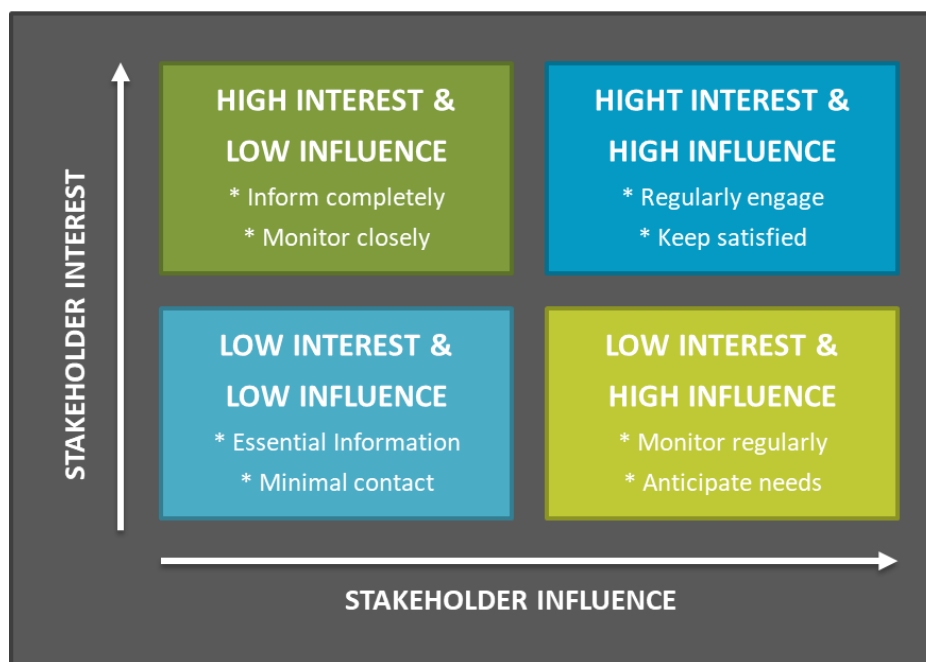 STAKEHOLDER INTEREST
HIGH INTEREST &
LOW INFLUENCE
* Inform completely
* Monitor closely
HIGHT INTEREST &
HIGH INFLUENCE
* Regularly engage
* Keep satisfied
LOW INTEREST &
LOW INFLUENCE
* Essential Information
* Minimal contact
LOW INTEREST &
HIGH INFLUENCE
* Monitor regularly
* Anticipate needs
STAKEHOLDER INFLUENCE